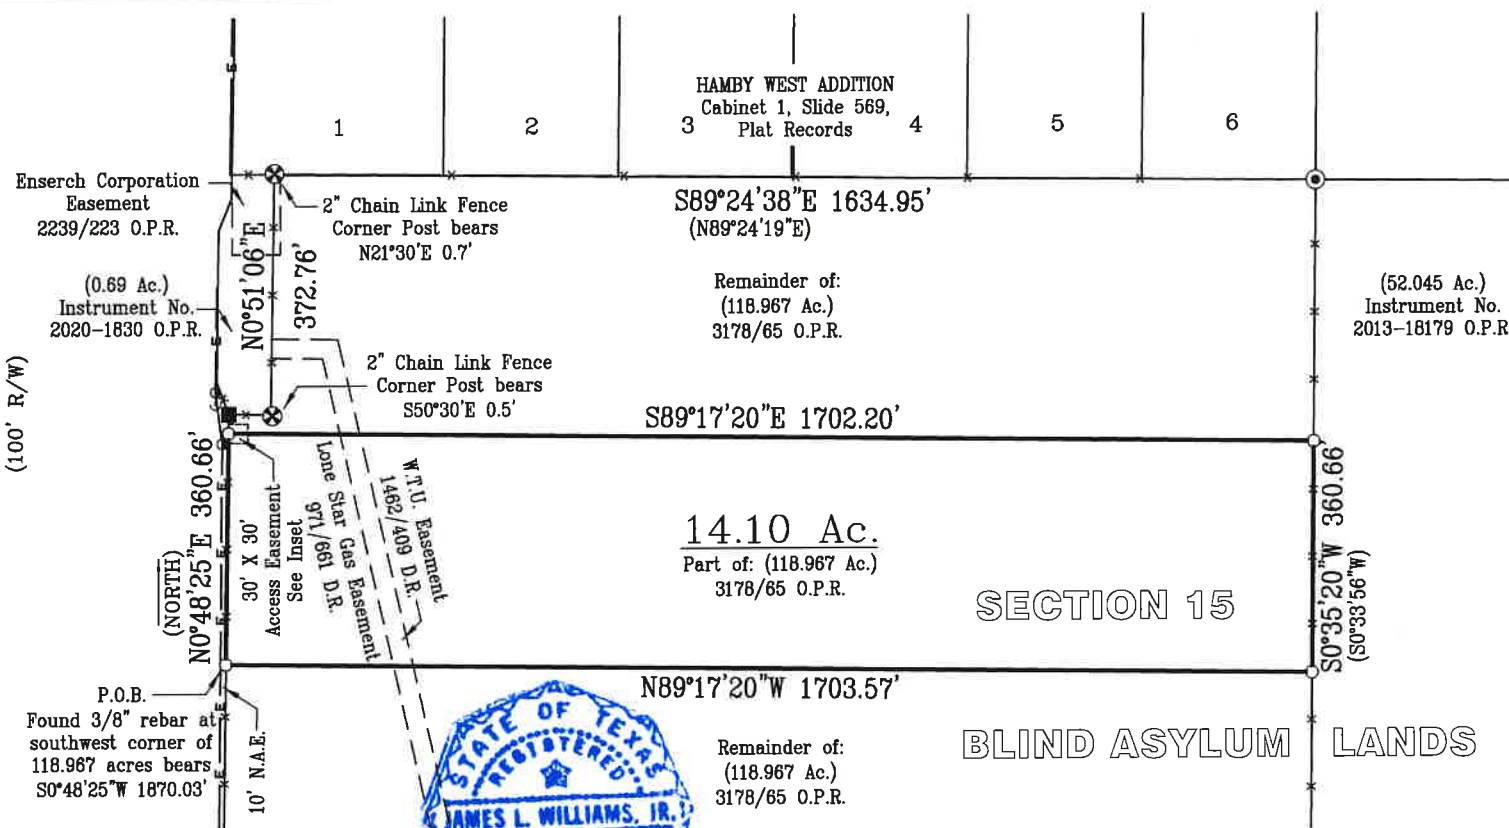 HAMBY WEST ADDITION
Cabinet 1, Slide 569,
Plat Records
1
2
3
4
5
6
Enserch Corporation
Easement
2239/223 O.P.R.
2" Chain Link Fence
Corner Post bears
N21°30'E 0.7'
S89°24'38"E 1634.95'
(N89°24'19"E)
N0°51'06"E
372.76'
(0.69 Ac.)
Instrument No.
2020-1830 O.P.R.
Remainder of:
(118.967 Ac.)
3178/65 O.P.R.
(52.045 Ac.)
Instrument No.
2013-18179 O.P.R
(100' R/W)
2" Chain Link Fence
Corner Post bears
S50°30'E 0.5'
S89°17'20"E 1702.20'
(NORTH)
N0°48'25"E 360.66'
30' X 30'
Access Easement
See Inset
Lone Star Gas Easement
971/661 D.R.
W.T.U. Easement
1462/409 D.R.
14.10 Ac.
Part of: (118.967 Ac.)
3178/65 O.P.R.
SECTION 15
S0°35'20"W 360.66'
(S0°33'56"W)
N89°17'20"W 1703.57'
P.O.B.
Found 3/8" rebar at
southwest corner of
118.967 acres bears
S0°48'25"W 1870.03'
10' N.A.E.
E
E
E
E
E
E
E
E
STATE OF TEXAS
REGISTERED
JAMES L. WILLIAMS, JR.
Remainder of:
(118.967 Ac.)
3178/65 O.P.R.
BLIND ASYLUM LANDS